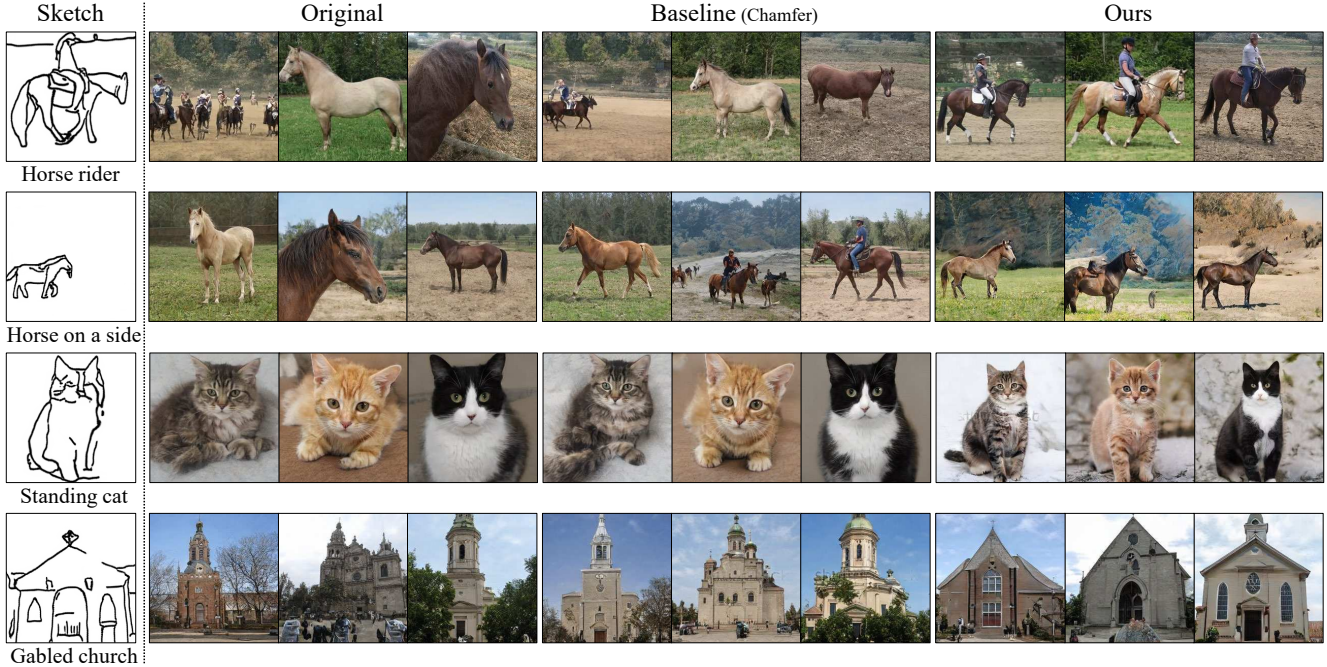 Sketch
Original
Baseline (Chamfer)
Ours
Horse rider
Horse on a side
Standing cat
Gabled church